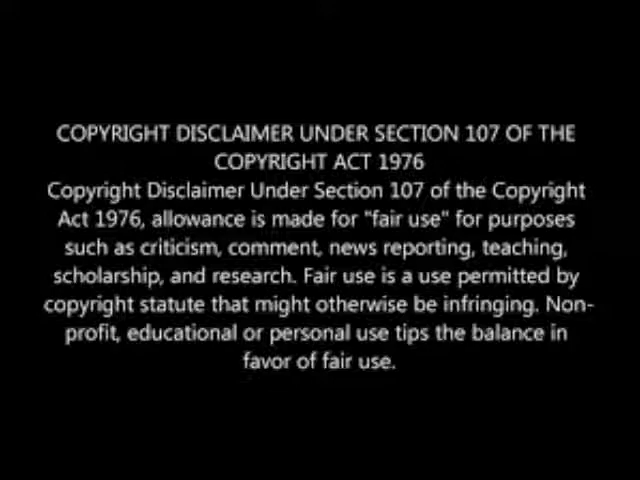 COPYRIGHT DISCLAIMER UNDER SECTION 107 OF THE
COPYRIGHT ACT 1976
Copyright Disclaimer Under Section 107 of the Copyright
Act 1976, allowance is made for "fair use" for purposes
such as criticism, comment, news reporting, teaching,
scholarship, and research. Fair use is a use permitted by
copyright statute that might otherwise be infringing. Non-
profit, educational or personal use tips the balance in
favor of fair use.